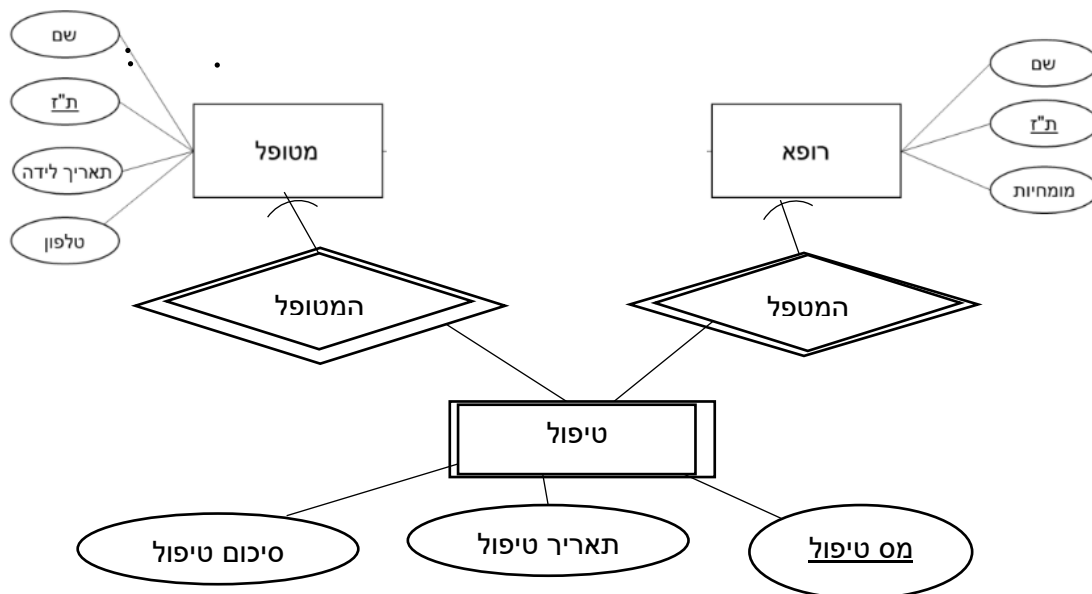 שם
ת"ז
תאריך לידה
טלפון
מטופל
רופא
שם
ת"ז
מומחיות
המטופל
המטפל
טיפול
סיכום טיפול
תאריך טיפול
מס טיפול